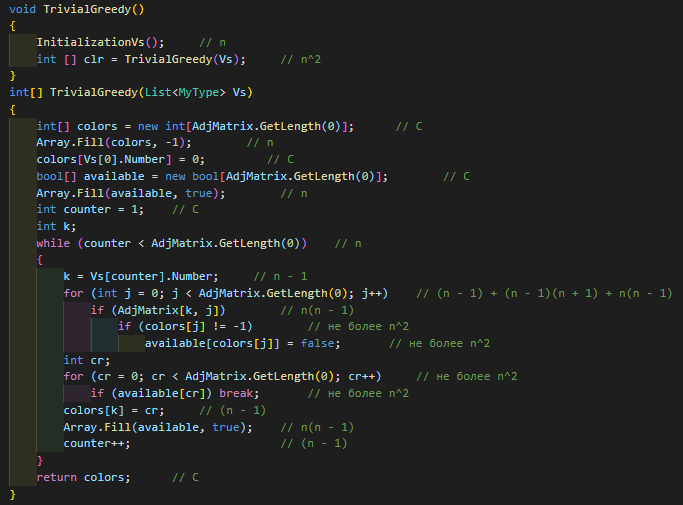 void TrivialGreedy()
{
InitializationVs(); // n
int [] clr = TrivialGreedy(Vs); // n^2
}
int[] TrivialGreedy(List<MyType> Vs)
{
int[] colors = new int[AdjMatrix.GetLength(0)]; // C
Array.Fill(colors, -1); // n
colors[Vs[0].Number] = 0; // C
bool[] available = new bool[AdjMatrix.GetLength(0)]; // C
Array.Fill(available, true); // n
int counter = 1; // C
int k;
while (counter < AdjMatrix.GetLength(0)) // n
{
k = Vs[counter].Number; // n - 1
for (int j = 0; j < AdjMatrix.GetLength(0); j++) // (n - 1) + (n - 1)(n + 1) + n(n - 1)
if (AdjMatrix[k, j]) // n(n - 1)
if (colors[j] != -1) // не более n^2
available[colors[j]] = false; // не более n^2
int cr;
for (cr = 0; cr < AdjMatrix.GetLength(0); cr++) // не более n^2
if (available[cr]) break; // не более n^2
colors[k] = cr; // (n - 1)
Array.Fill(available, true); // n(n - 1)
counter++; // (n - 1)
}
return colors; // C
}